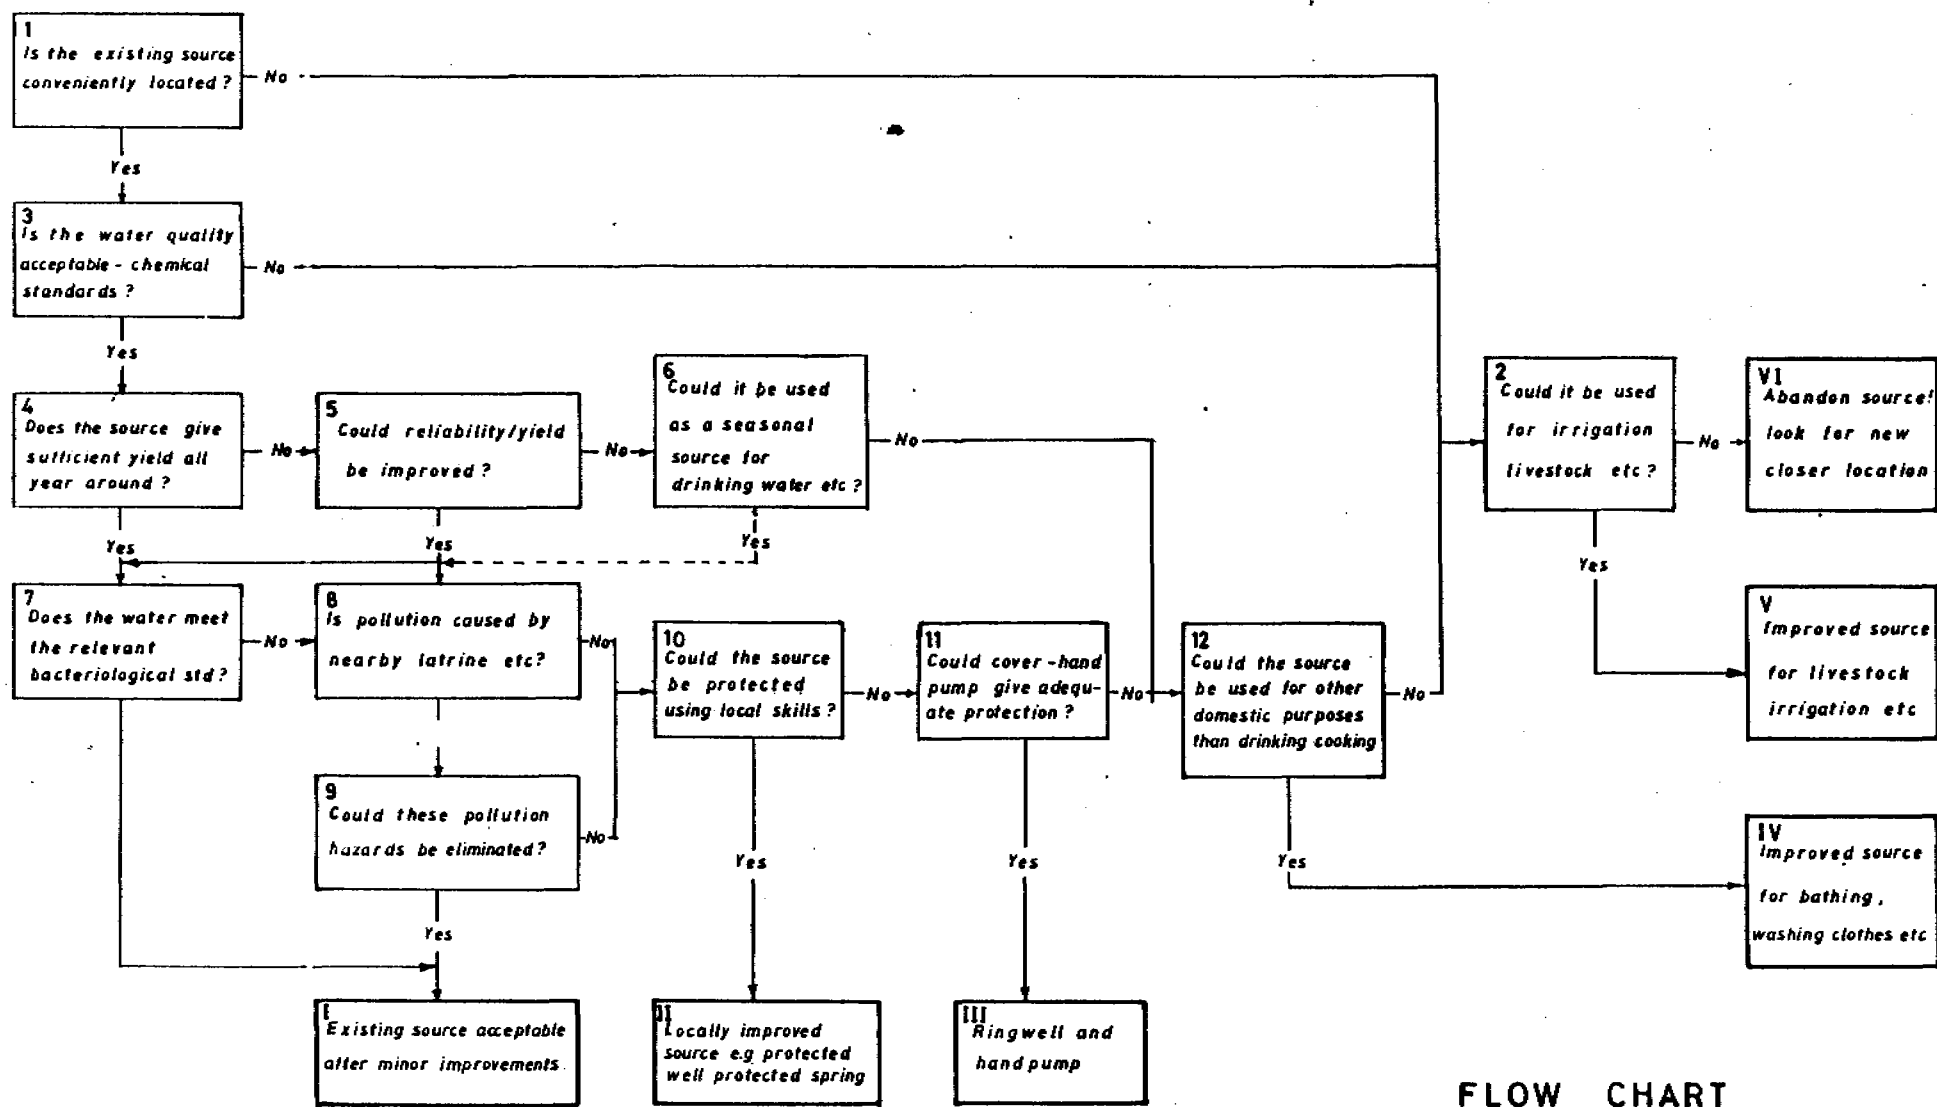 1
Is the existing source
conveniently located ?
No
Yes
3
Is the water quality
acceptable - chemical
standards ?
No
Yes
4
Does the source give
sufficient yield all
year around ?
No
Yes
5
Could reliability/yield
be improved ?
No
Yes
6
Could it be used
as a seasonal
source for
drinking water etc ?
No
Yes
2
Could it be used
for irrigation
livestock etc ?
No
Yes
VI
Abandon source!
look for new
closer location
7
Does the water meet
the relevant
bacteriological std ?
No
8
Is pollution caused by
nearby latrine etc?
No
10
Could the source
be protected
using local skills ?
No
Yes
11
Could cover-hand
pump give adequ-
ate protection ?
No
Yes
12
Could the source
be used for other
domestic purposes
than drinking cooking
No
Yes
V
Improved source
for livestock
irrigation etc
9
Could these pollution
hazards be eliminated?
No
Yes
IV
Improved source
for bathing,
washing clothes etc
I
Existing source acceptable
after minor improvements.
II
Locally improved
source e.g protected
well protected spring
III
Ringwell and
hand pump
FLOW CHART